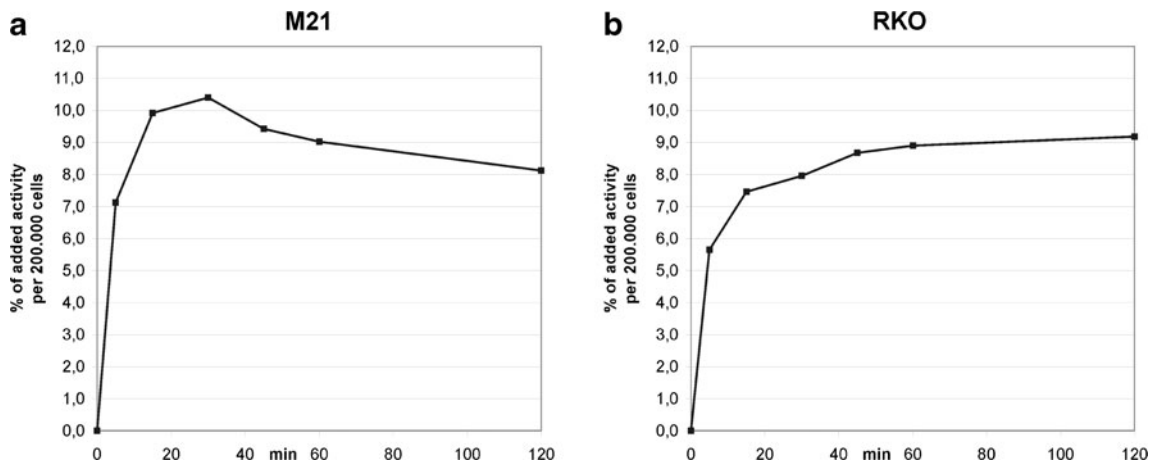 a
M21
% of added activity
per 200.000 cells
12,0
11,0
10,0
9,0
8,0
7,0
6,0
5,0
4,0
3,0
2,0
1,0
0,0
0 20 40 min 60 80 100 120
b
RKO
% of added activity
per 200.000 cells
12,0
11,0
10,0
9,0
8,0
7,0
6,0
5,0
4,0
3,0
2,0
1,0
0,0
0 20 40 min 60 80 100 120